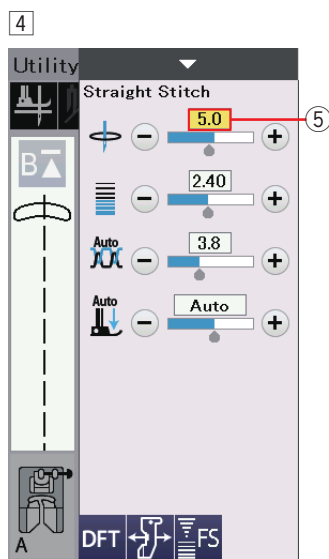 4
Utility
Straight Stitch
5.0
5
B
2.40
Auto
3.8
Auto
Auto
A
DFT
FS